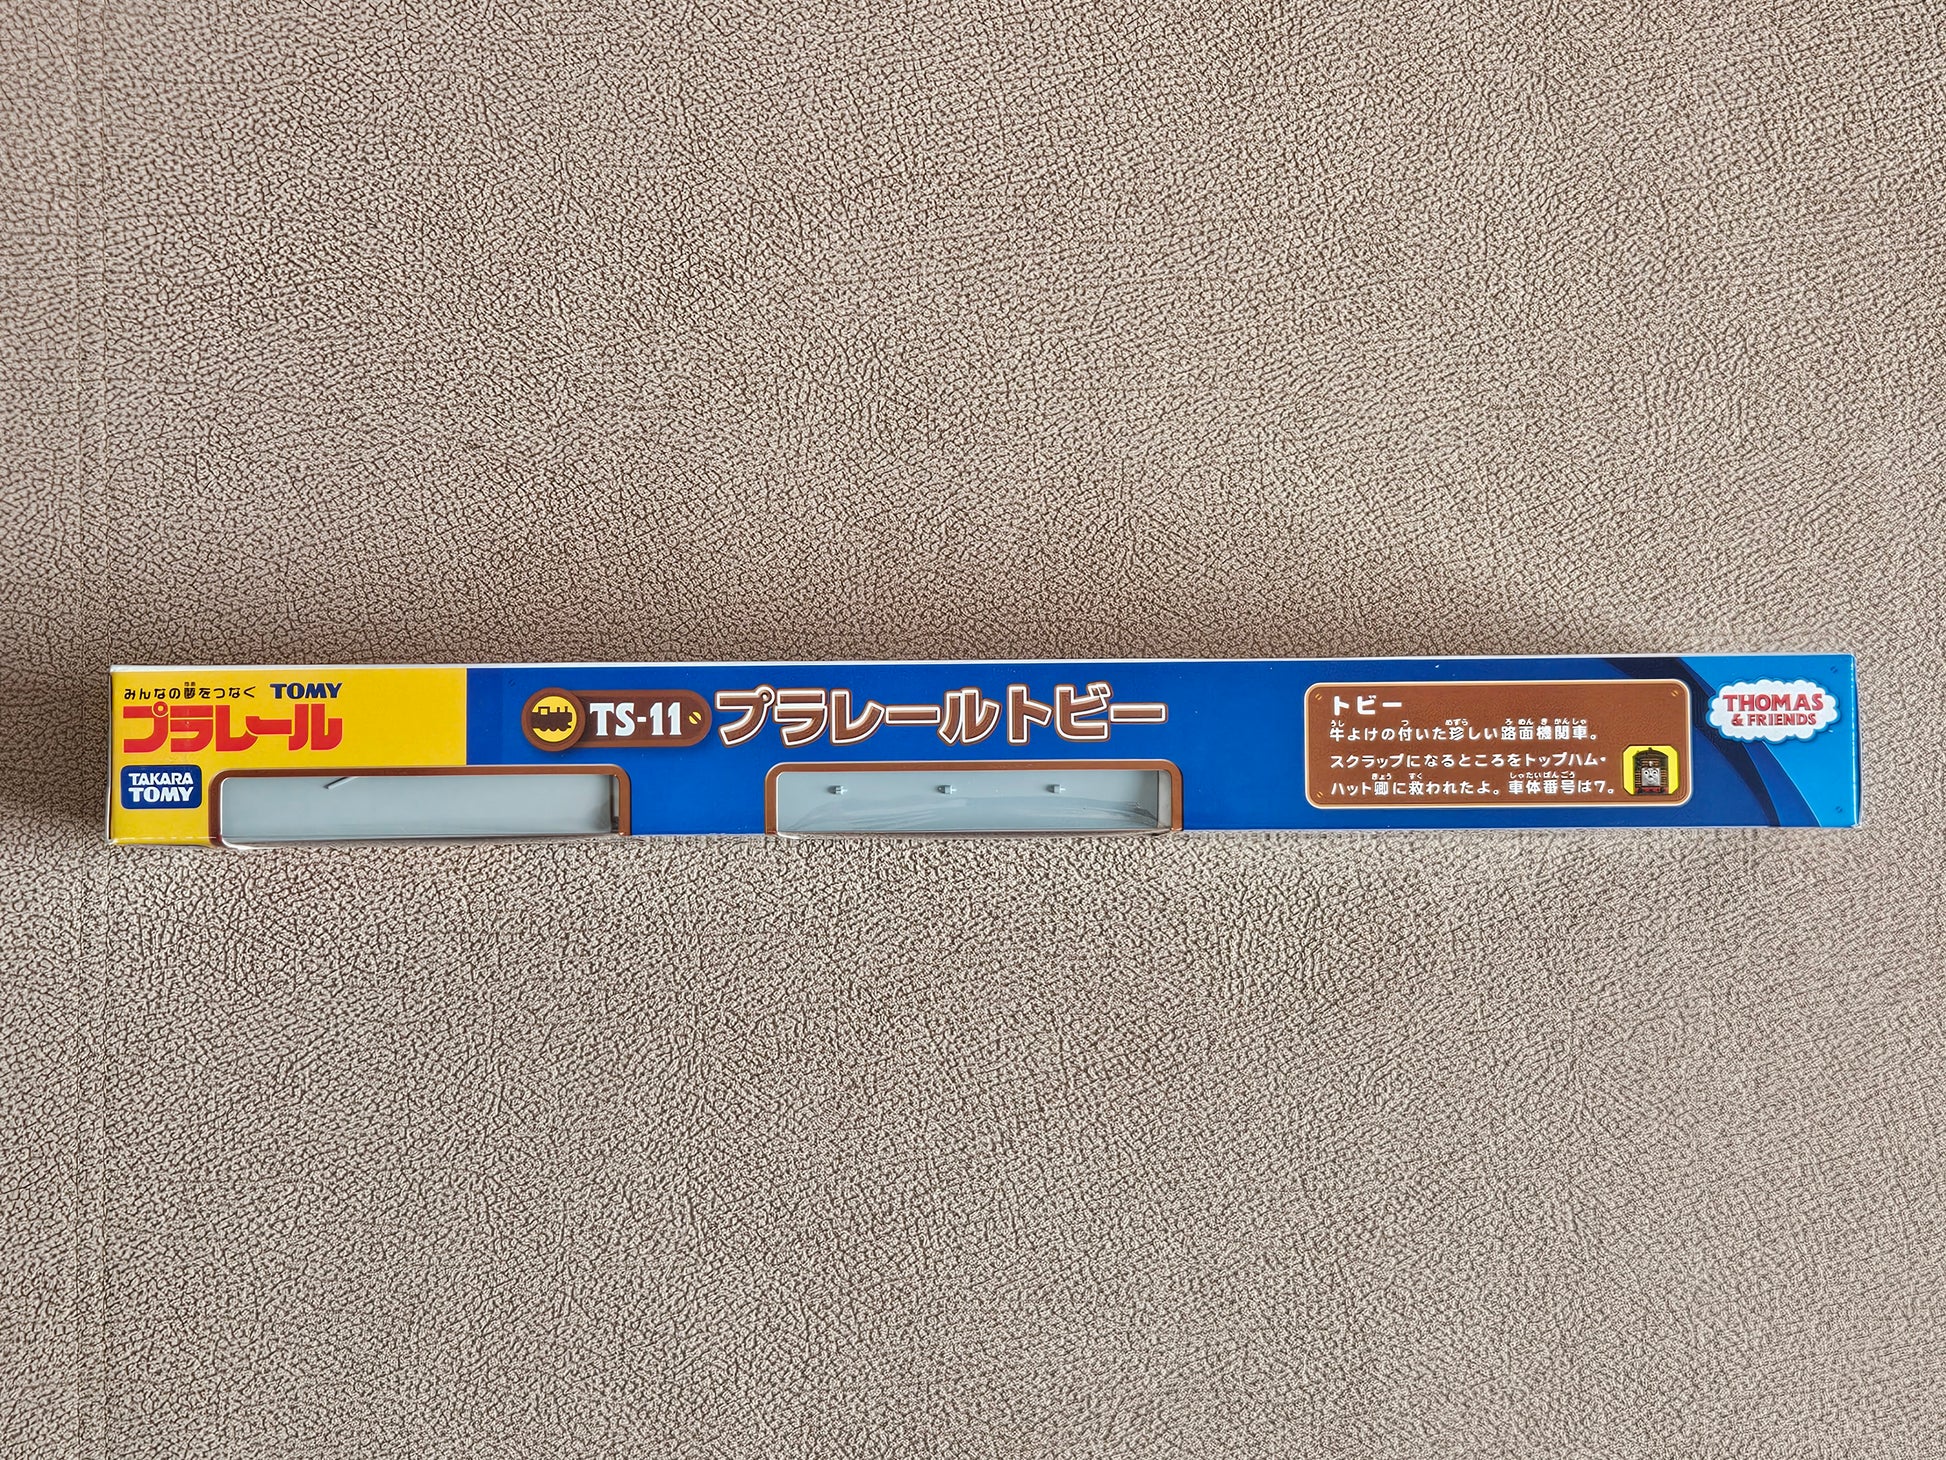 みんなの夢をつなぐ TOMY
プラレール
TAKARA
TOMY
TS-11 プラレールトビー
トビー
牛よけの付いた珍しい路面機関車。
スクラップになるところをトップハム・
ハット卿に救われたよ。車体番号は7。
THOMAS
& FRIENDS